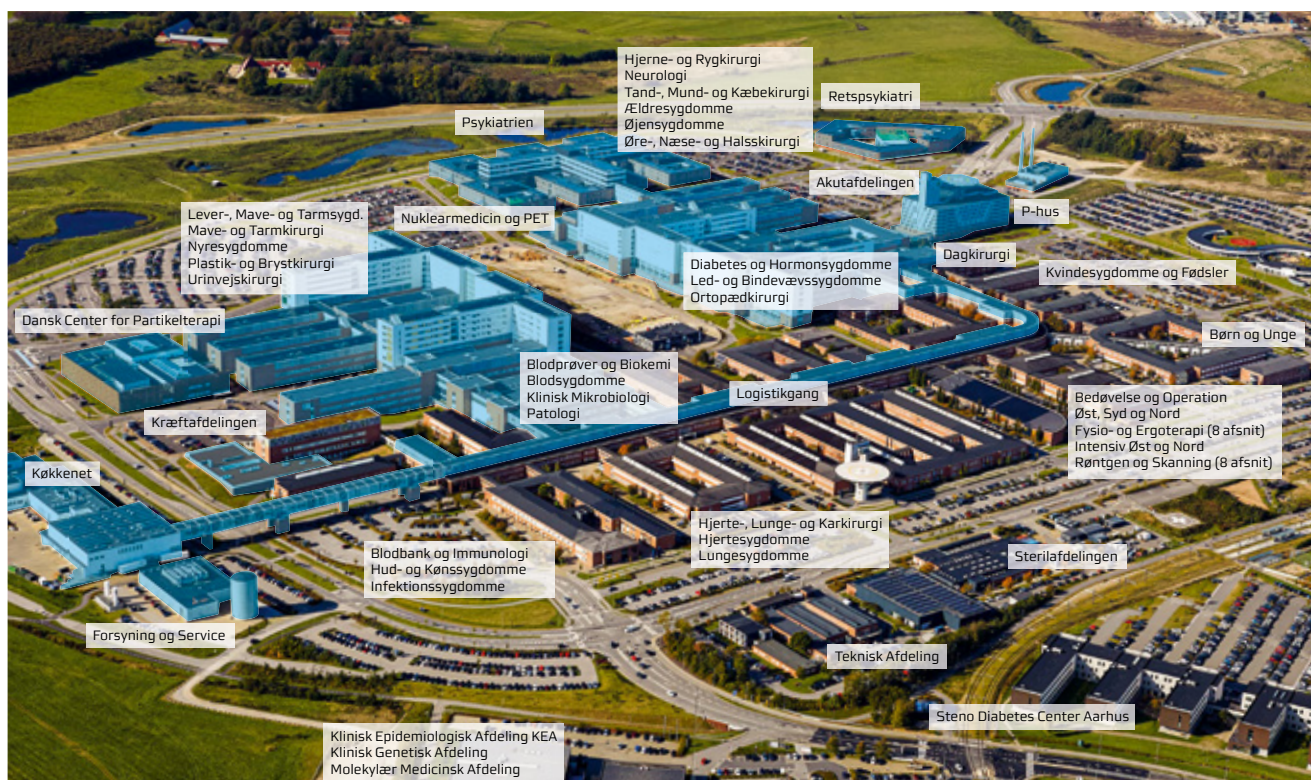 Hjerne- og Rygkirurgi
Neurologi
Tand-, Mund- og Kæbekirurgi
Ældresygdomme
Øjensygdomme
Øre-, Næse- og Halsskirurgi
Retspsykiatri
Psykiatrien
Akutafdelingen
P-hus
Lever-, Mave- og Tarmsygd.
Mave- og Tarmkirurgi
Nyresygdomme
Plastik- og Brystkirurgi
Urinvejskirurgi
Nuklearmedicin og PET
Dagkirurgi
Diabetes og Hormonsygdomme
Led- og Bindevævssygdomme
Ortopædkirurgi
Kvindesygdomme og Fødsler
Dansk Center for Partikelterapi
Børn og Unge
Blodprøver og Biokemi
Blodsygdomme
Klinisk Mikrobiologi
Patologi
Logistikgang
Bedøvelse og Operation
Øst, Syd og Nord
Fysio- og Ergoterapi (8 afsnit)
Intensiv Øst og Nord
Røntgen og Skanning (8 afsnit)
Kræftafdelingen
Køkkenet
Hjerte-, Lunge- og Karkirurgi
Hjertesygdomme
Lungesygdomme
Blodbank og Immunologi
Hud- og Kønssygdomme
Infektionssygdomme
Sterilafdelingen
Forsyning og Service
Teknisk Afdeling
Steno Diabetes Center Aarhus
Klinisk Epidemiologisk Afdeling KEA
Klinisk Genetisk Afdeling
Molekylær Medicinsk Afdeling